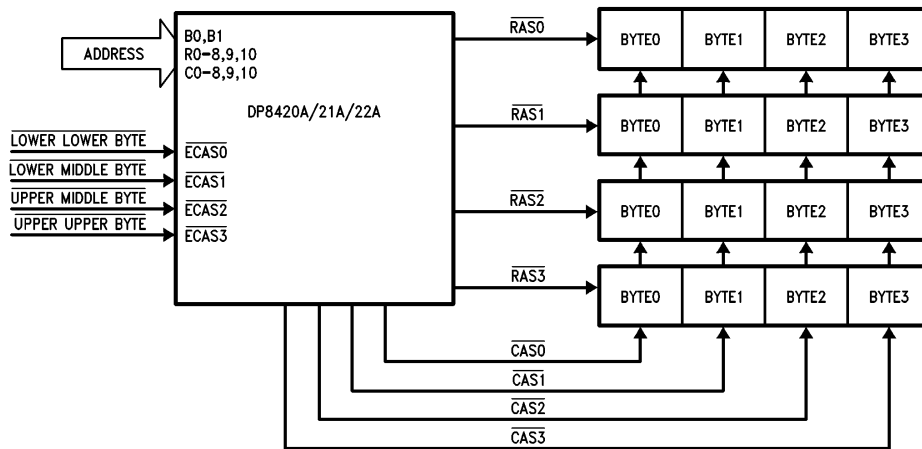 B0,B1
R0-8,9,10
C0-8,9,10
ADDRESS
DP8420A/21A/22A
LOWER LOWER BYTE
ECAS0
LOWER MIDDLE BYTE
ECAS1
UPPER MIDDLE BYTE
ECAS2
UPPER UPPER BYTE
ECAS3
RAS0
BYTE0 BYTE1 BYTE2 BYTE3
RAS1
BYTE0 BYTE1 BYTE2 BYTE3
RAS2
BYTE0 BYTE1 BYTE2 BYTE3
RAS3
BYTE0 BYTE1 BYTE2 BYTE3
CAS0
CAS1
CAS2
CAS3